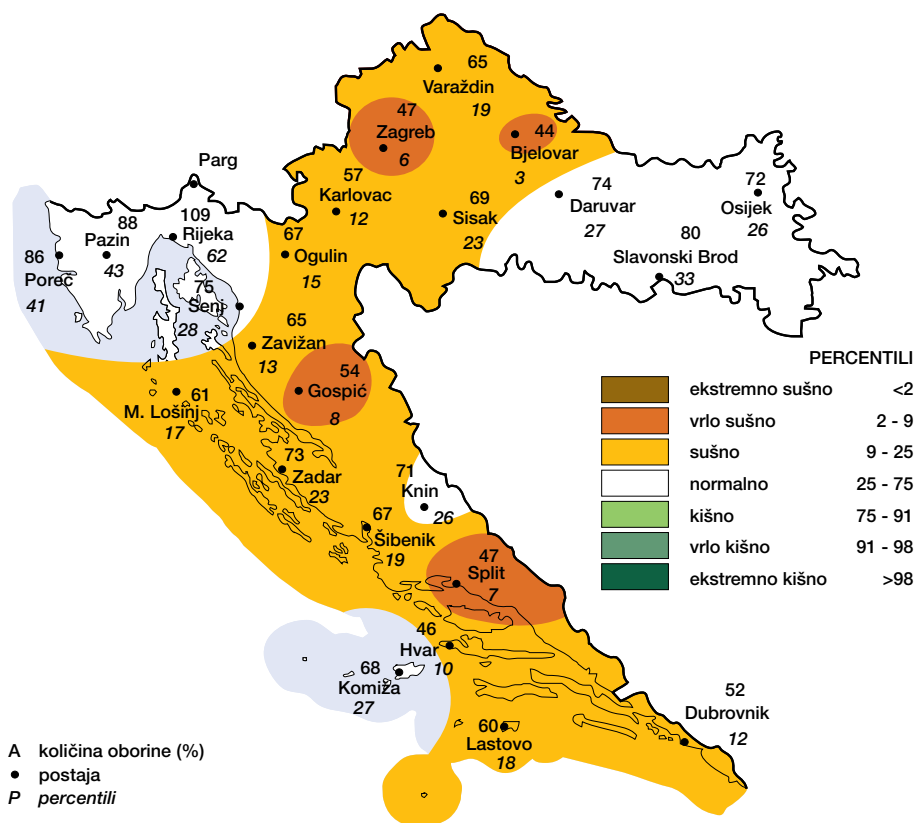 65
Varaždin
19
47
Zagreb
6
44
Bjelovar
3
Parg
57
Karlovac
12
69
Sisak
23
74
Daruvar
27
72
Osijek
26
80
Slavonski Brod
33
88
Pazin
43
109
Rijeka
62
86
Poreč
41
67
Ogulin
15
75
Senj
28
65
Zavižan
13
54
Gospić
8
61
M. Lošinj
17
73
Zadar
23
71
Knin
26
67
Šibenik
19
47
Split
7
46
Hvar
10
68
Komiža
27
60
Lastovo
18
52
Dubrovnik
12
PERCENTILI
ekstremno sušno <2
vrlo sušno 2 - 9
sušno 9 - 25
normalno 25 - 75
kišno 75 - 91
vrlo kišno 91 - 98
ekstremno kišno >98
A količina oborine (%)
● postaja
P percentili